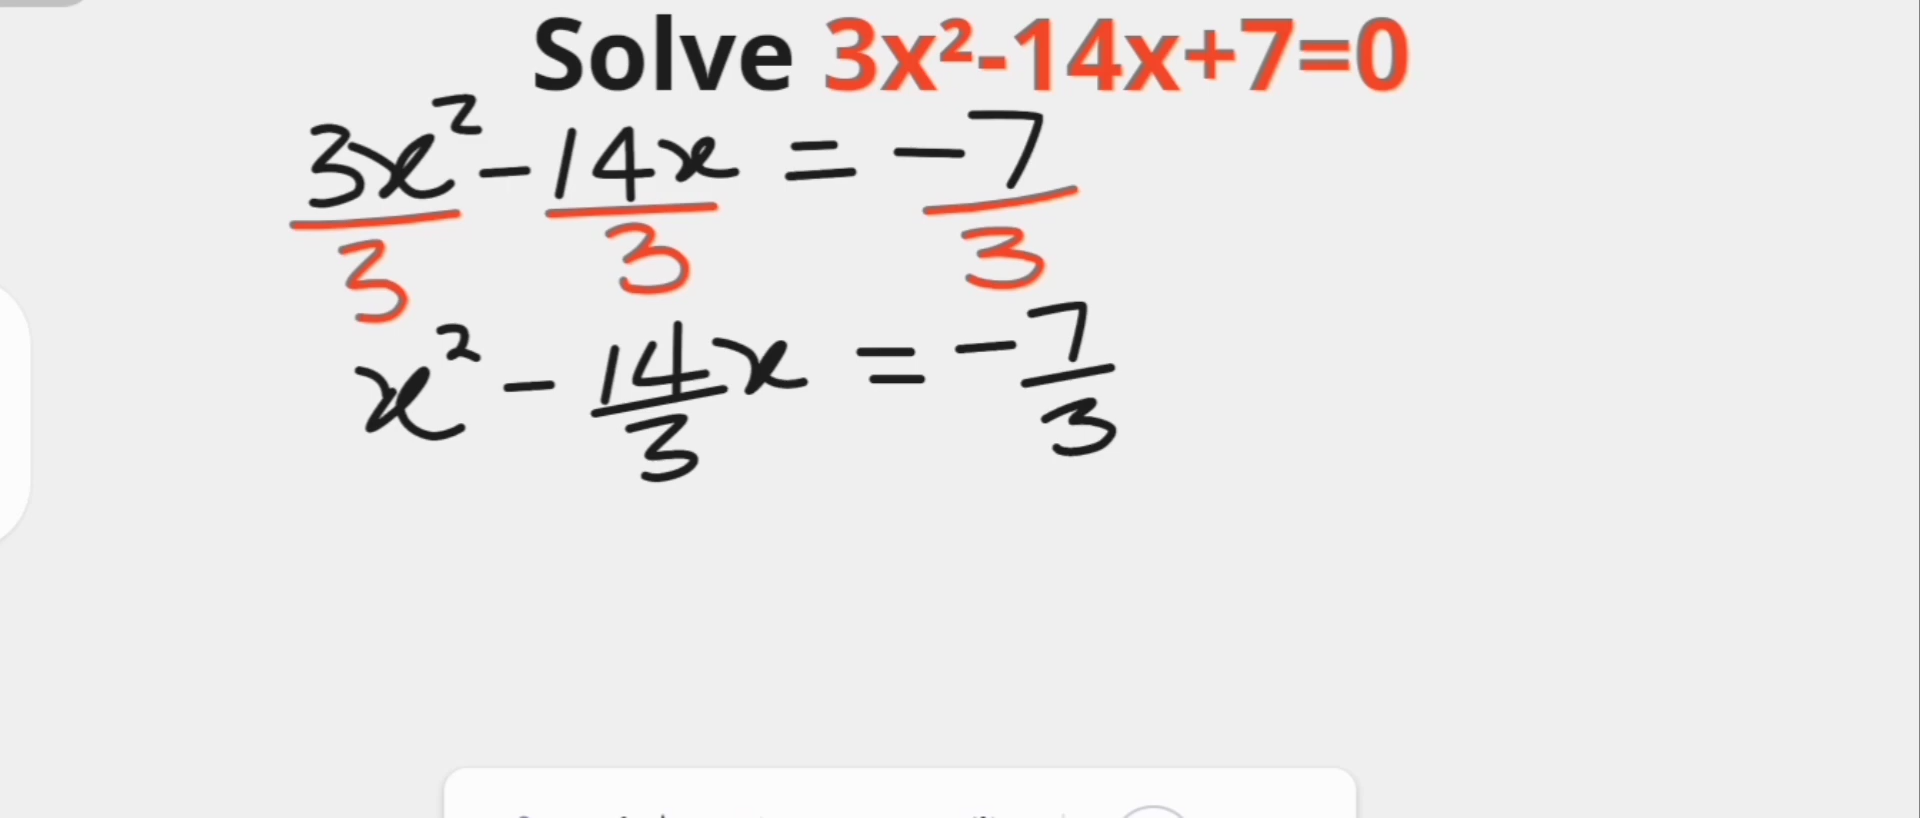 Solve 3x²-14x+7=0
3x² - 14x = -7
3 3 3
x² - 14/3 x = -7/3